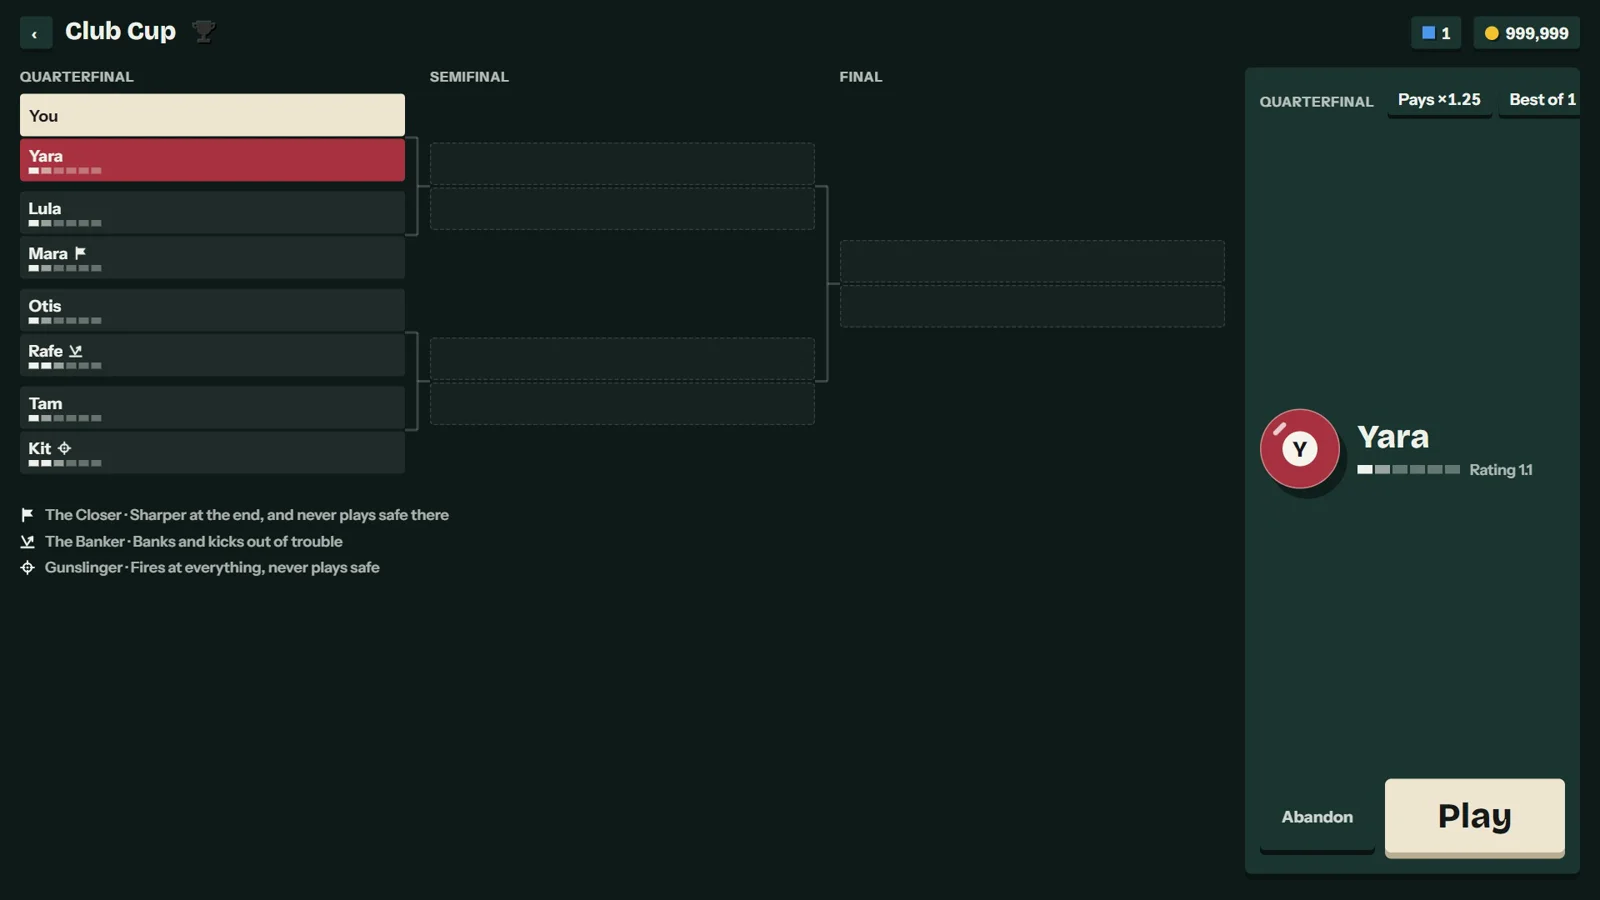 ‹ Club Cup
1
999,999
QUARTERFINAL
SEMIFINAL
FINAL
You
Yara
Lula
Mara
Otis
Rafe
Tam
Kit
The Closer · Sharper at the end, and never plays safe there
The Banker · Banks and kicks out of trouble
Gunslinger · Fires at everything, never plays safe
QUARTERFINAL
Pays ×1.25
Best of 1
Y
Yara
Rating 1.1
Abandon
Play